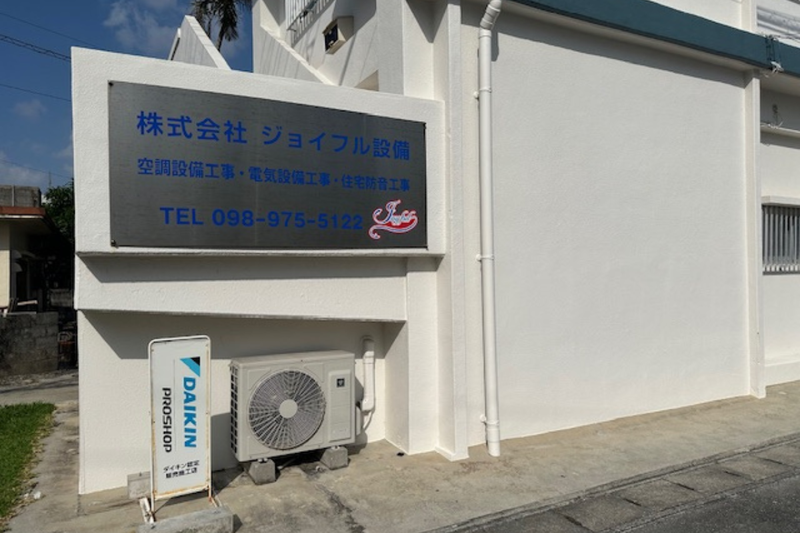 株式会社 ジョイフル設備
空調設備工事・電気設備工事・住宅防音工事
TEL 098-975-5122
Joyful
DAIKIN
PROSHOP
ダイキン認定
販売施工店